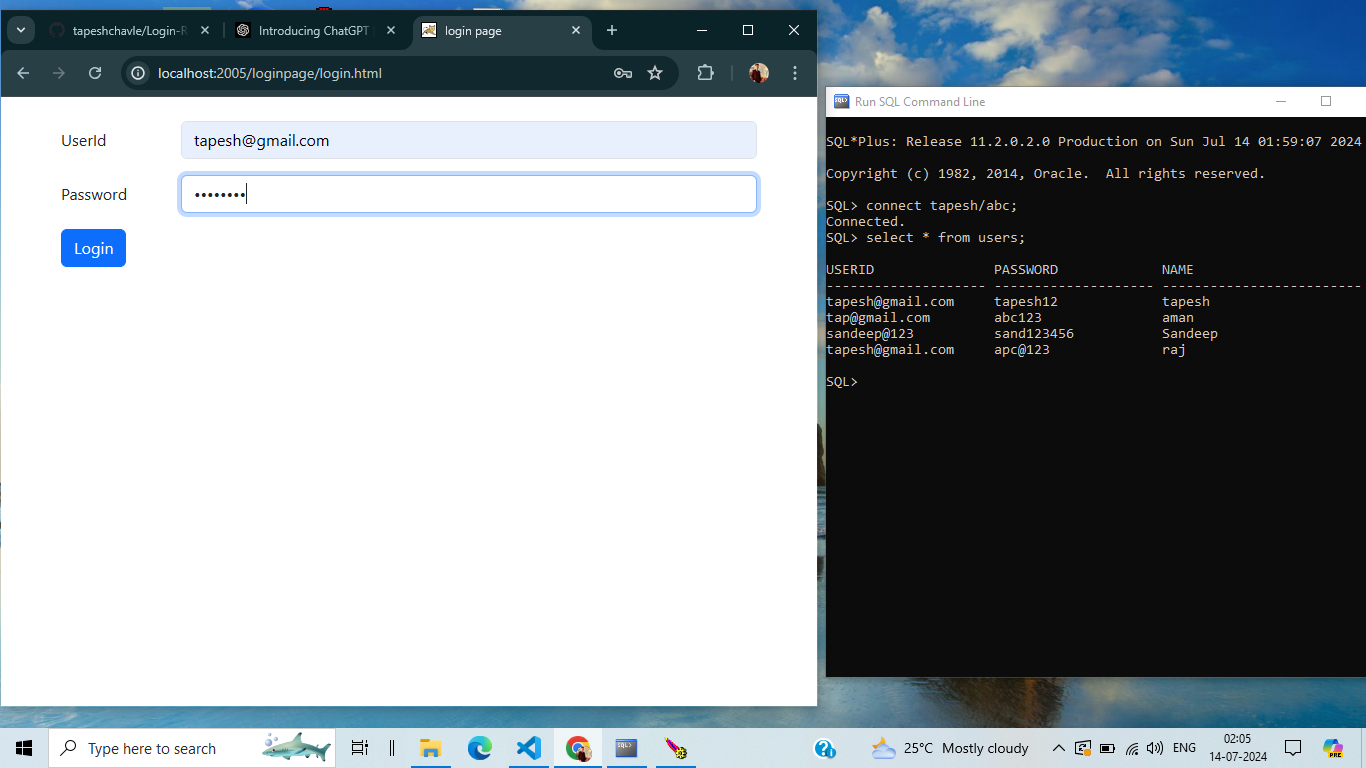 tapeshchavle/Login-R
Introducing ChatGPT
login page
localhost:2005/loginpage/login.html
UserId
tapesh@gmail.com
Password
••••••••
Login
Run SQL Command Line
SQL*Plus: Release 11.2.0.2.0 Production on Sun Jul 14 01:59:07 2024
Copyright (c) 1982, 2014, Oracle.  All rights reserved.
SQL> connect tapesh/abc;
Connected.
SQL> select * from users;
USERID PASSWORD NAME
-------------------- -------------------- -------------------------
tapesh@gmail.com tapesh12 tapesh
tap@gmail.com abc123 aman
sandeep@123 sand123456 Sandeep
tapesh@gmail.com apc@123 raj
SQL>
Type here to search
25°C Mostly cloudy
ENG
02:05
14-07-2024
PRE